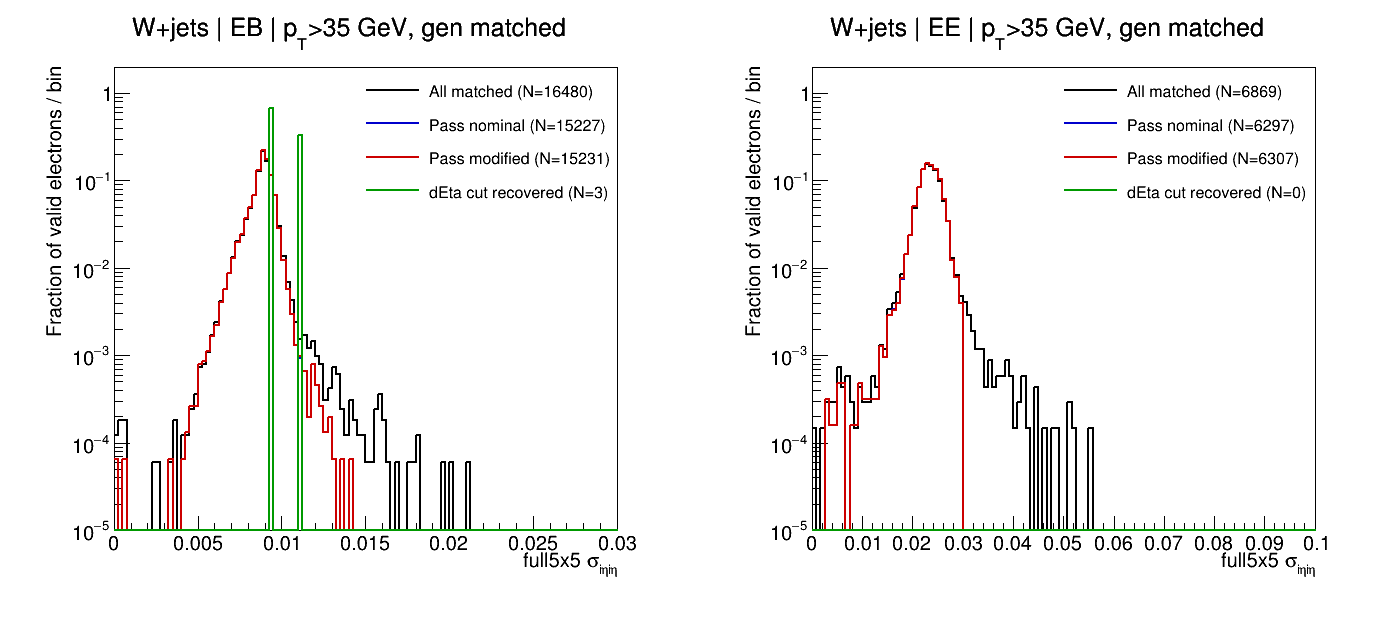 W+jets | EB | pT>35 GeV, gen matched
Fraction of valid electrons / bin
All matched (N=16480)
Pass nominal (N=15227)
Pass modified (N=15231)
dEta cut recovered (N=3)
1
10−1
10−2
10−3
10−4
10−5
0 0.005 0.01 0.015 0.02 0.025 0.03
full5x5 σiηiη
W+jets | EE | pT>35 GeV, gen matched
Fraction of valid electrons / bin
All matched (N=6869)
Pass nominal (N=6297)
Pass modified (N=6307)
dEta cut recovered (N=0)
1
10−1
10−2
10−3
10−4
10−5
0 0.01 0.02 0.03 0.04 0.05 0.06 0.07 0.08 0.09 0.1
full5x5 σiηiη